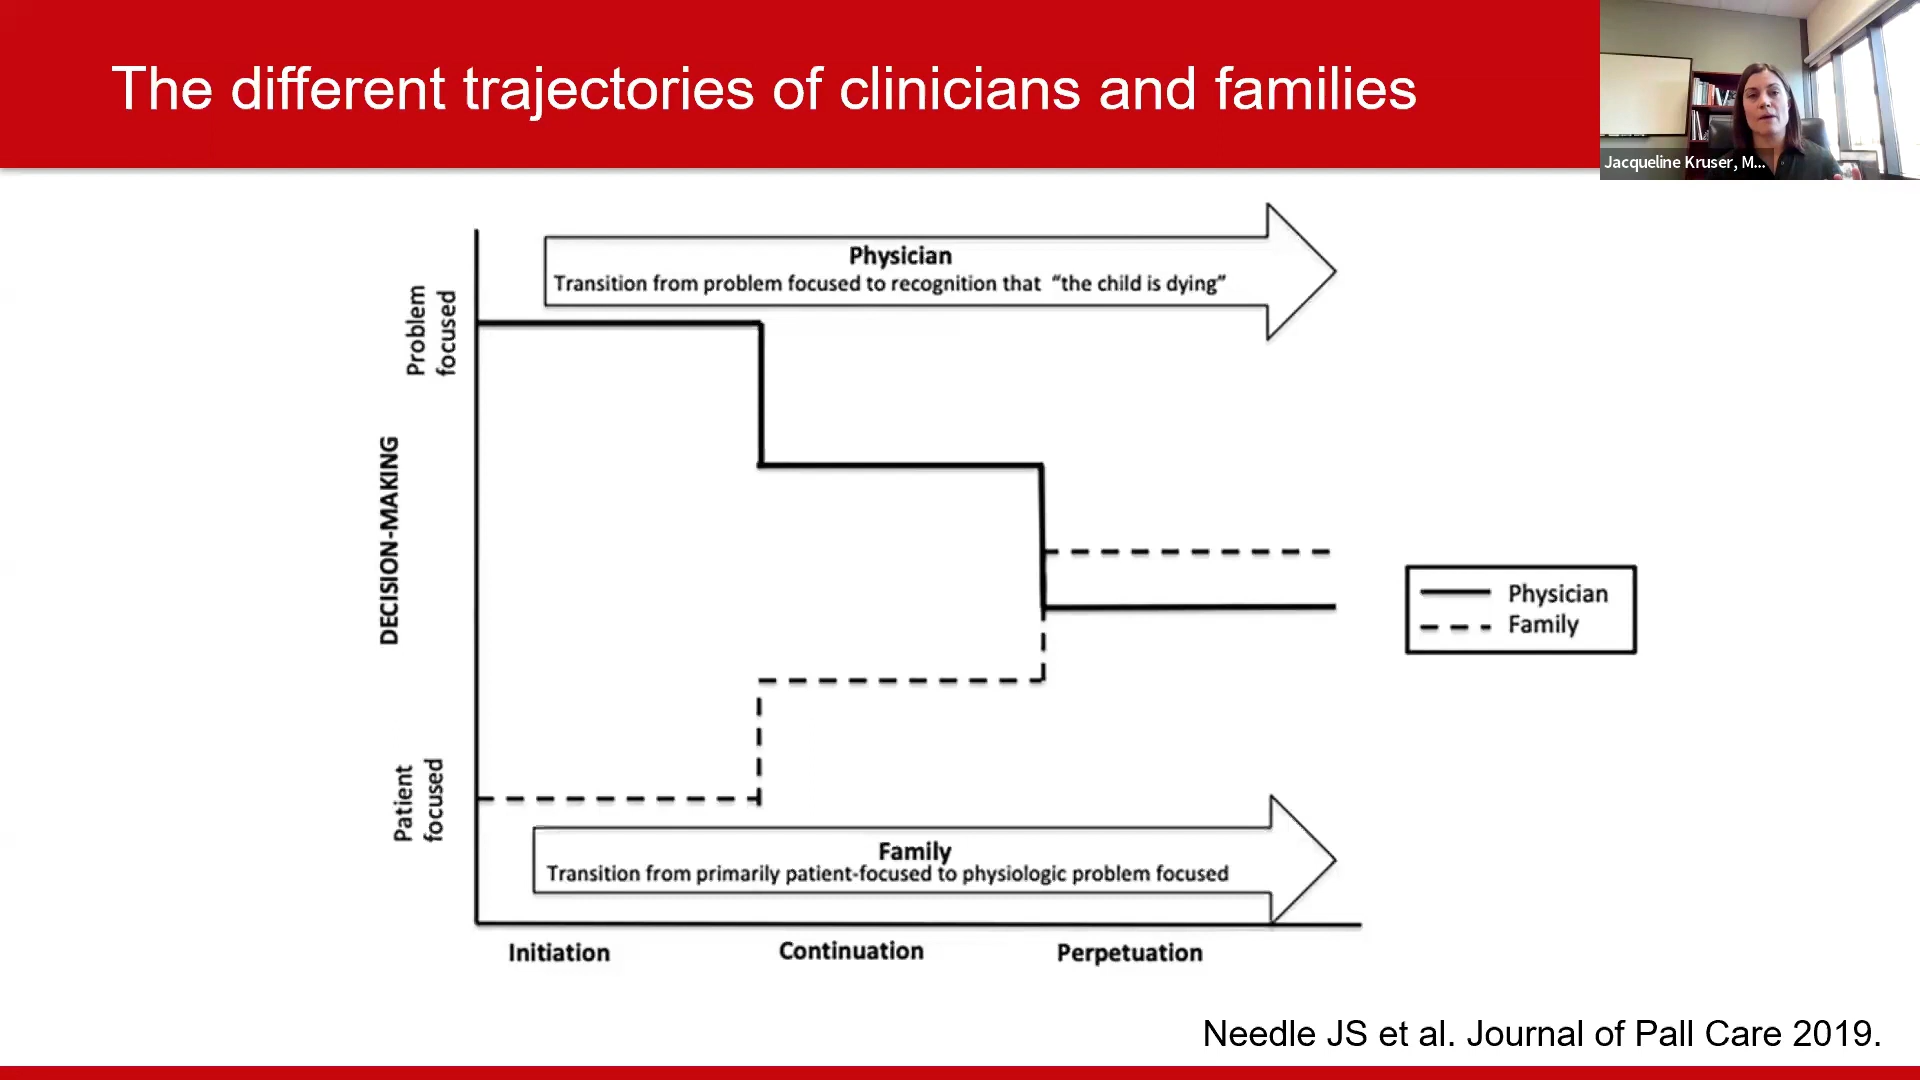 The different trajectories of clinicians and families
Jacqueline Kruser, M...
Physician
Transition from problem focused to recognition that “the child is dying”
Problem
focused
DECISION-MAKING
Patient
focused
Physician
Family
Family
Transition from primarily patient-focused to physiologic problem focused
Initiation
Continuation
Perpetuation
Needle JS et al. Journal of Pall Care 2019.